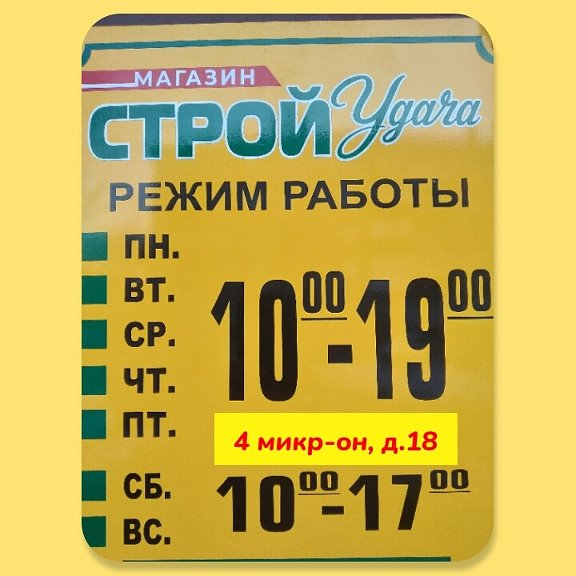 МАГАЗИН
СТРОЙ Удача
РЕЖИМ РАБОТЫ
ПН.
ВТ.
СР.
ЧТ.
ПТ.
10⁰⁰-19⁰⁰
4 микр-он, д.18
СБ.
ВС.
10⁰⁰-17⁰⁰